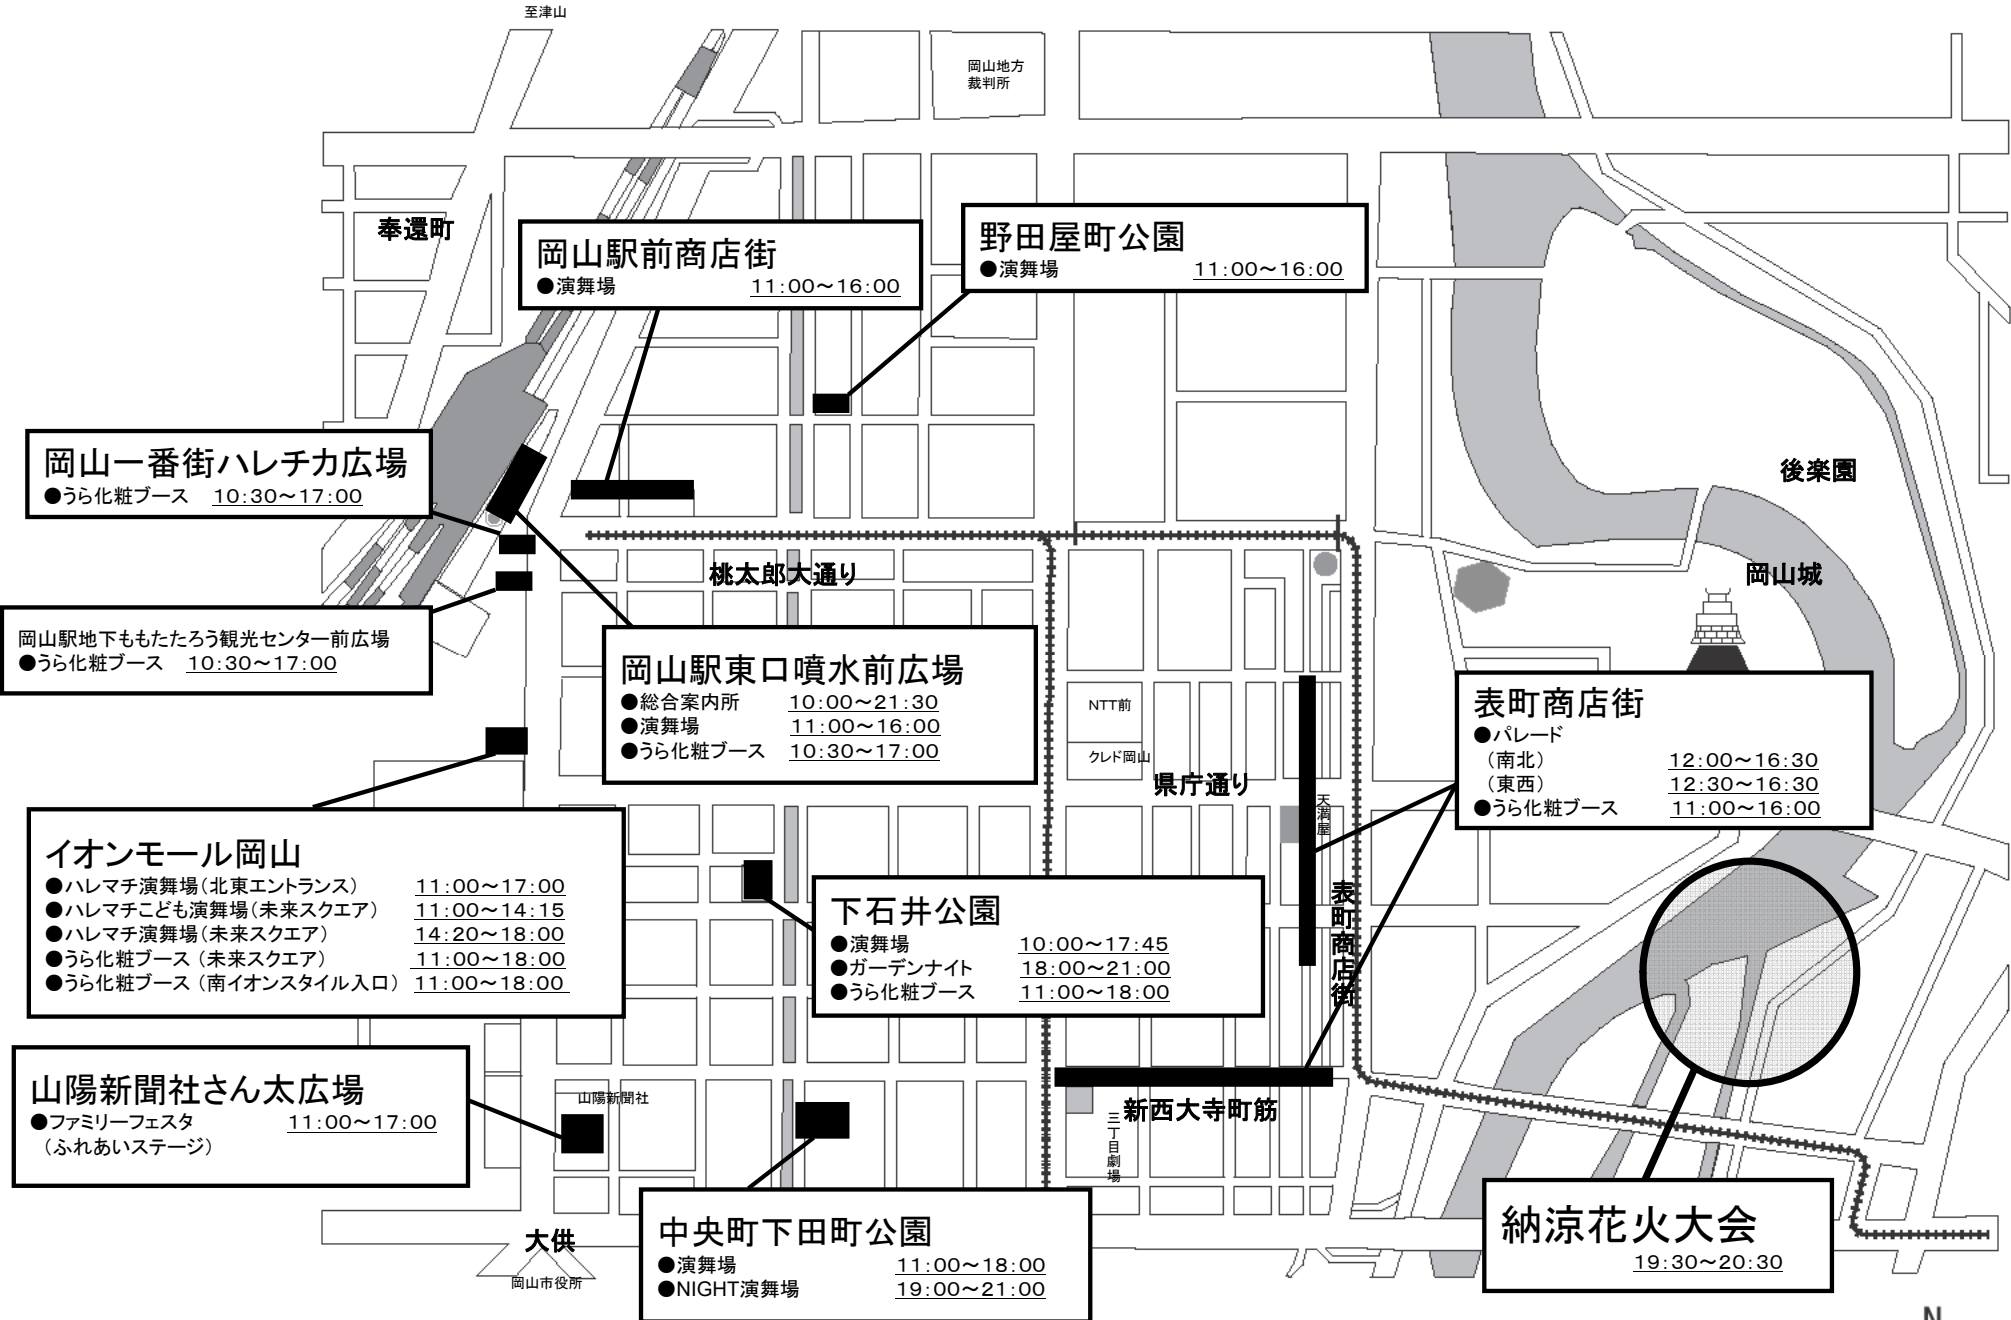 至津山
岡山地方
裁判所
奉還町
岡山駅前商店街
●演舞場 11:00～16:00
野田屋町公園
●演舞場 11:00～16:00
岡山一番街ハレチカ広場
●うら化粧ブース 10:30～17:00
後楽園
桃太郎大通り
岡山城
岡山駅地下ももたたろう観光センター前広場
●うら化粧ブース 10:30～17:00
岡山駅東口噴水前広場
●総合案内所 10:00～21:30
●演舞場 11:00～16:00
●うら化粧ブース 10:30～17:00
NTT前
クレド岡山
県庁通り
天満屋
表町商店街
●パレード
（南北） 12:00～16:30
（東西） 12:30～16:30
●うら化粧ブース 11:00～16:00
イオンモール岡山
●ハレマチ演舞場（北東エントランス） 11:00～17:00
●ハレマチこども演舞場（未来スクエア） 11:00～14:15
●ハレマチ演舞場（未来スクエア） 14:20～18:00
●うら化粧ブース（未来スクエア） 11:00～18:00
●うら化粧ブース（南イオンスタイル入口） 11:00～18:00
下石井公園
●演舞場 10:00～17:45
●ガーデンナイト 18:00～21:00
●うら化粧ブース 11:00～18:00
表町商店街
山陽新聞社さん太広場
●ファミリーフェスタ 11:00～17:00
（ふれあいステージ）
山陽新聞社
新西大寺町筋
三丁目劇場
大供
岡山市役所
中央町下田町公園
●演舞場 11:00～18:00
●NIGHT演舞場 19:00～21:00
納涼花火大会
19:30～20:30
N